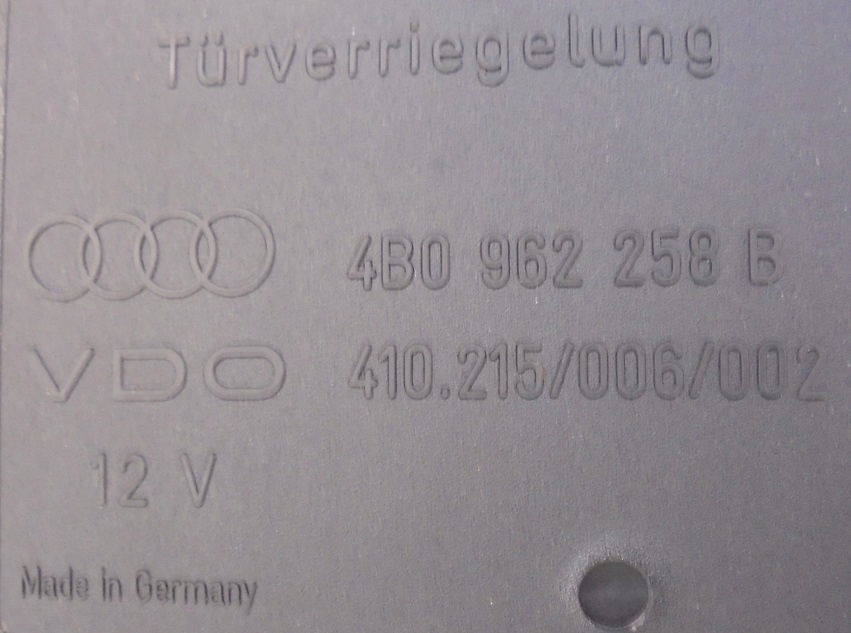 Türverriegelung
4B0 962 258 B
VDO 410.215/006/002
12 V
Made in Germany